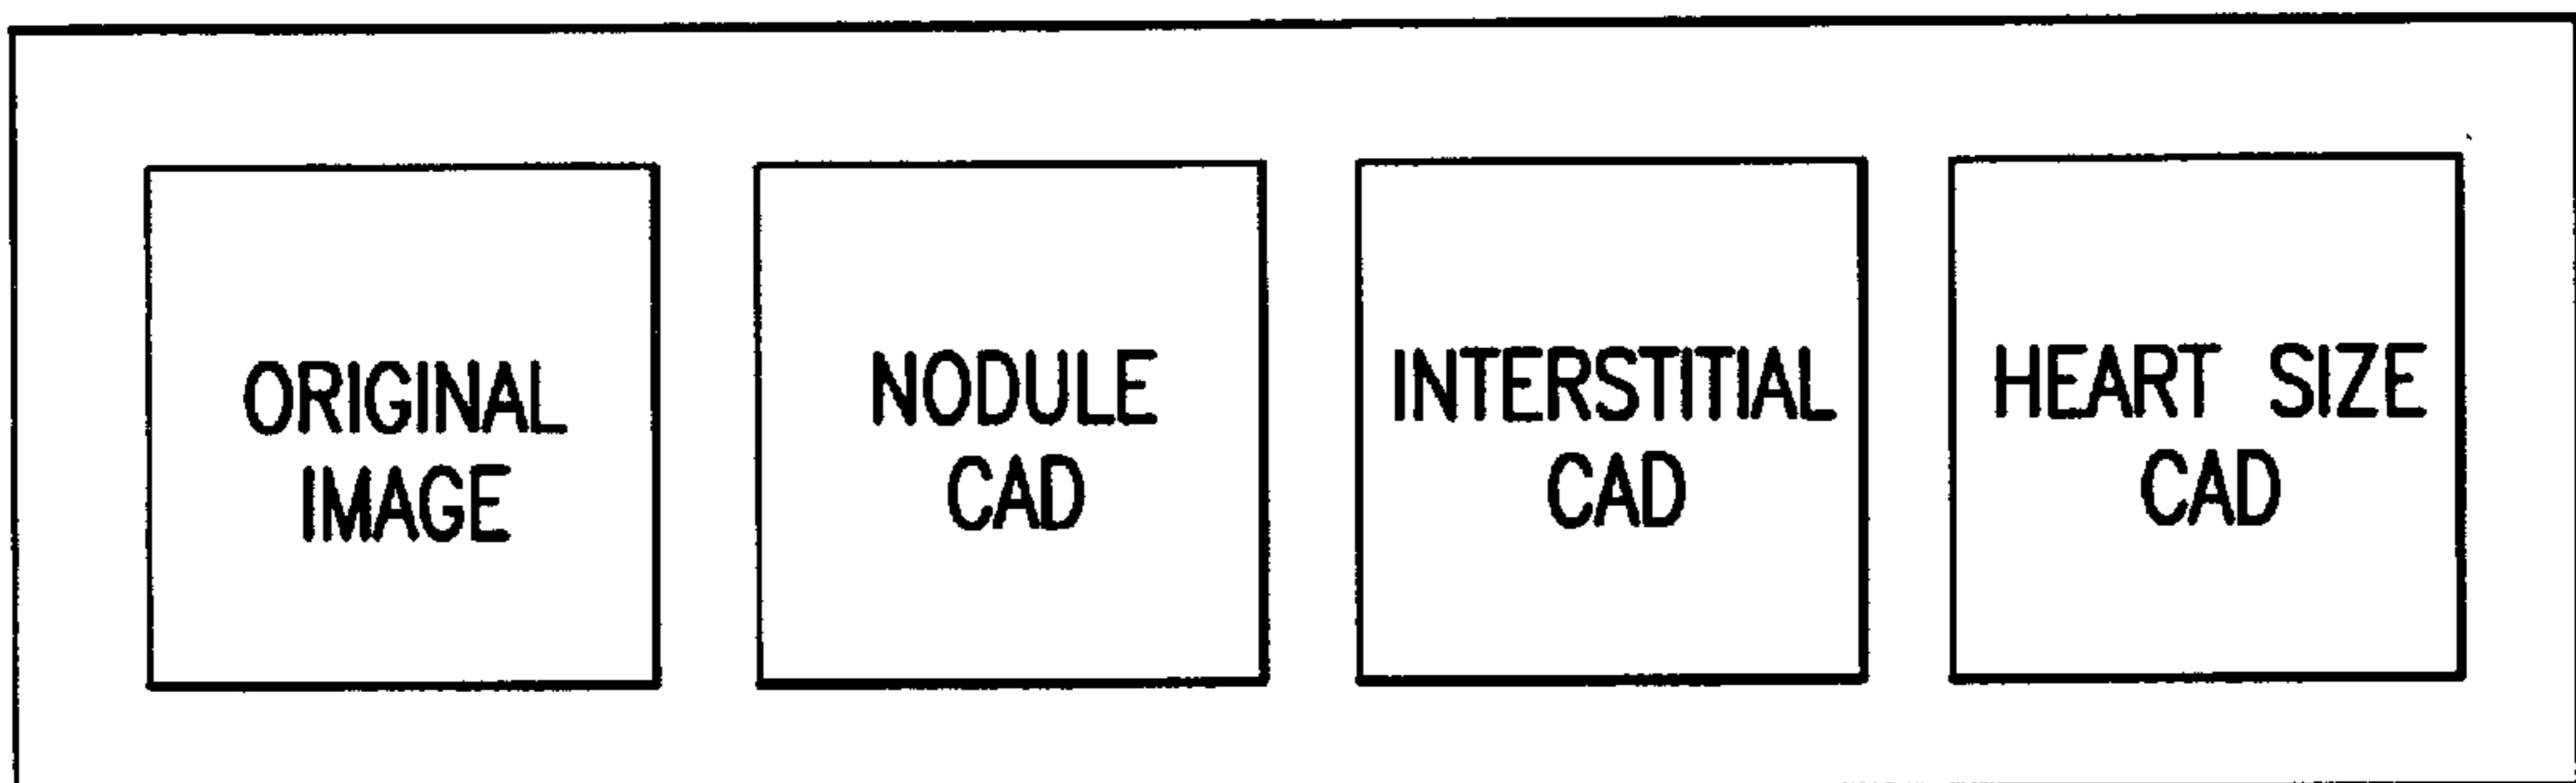 ORIGINAL
IMAGE
NODULE
CAD
INTERSTITIAL
CAD
HEART SIZE
CAD